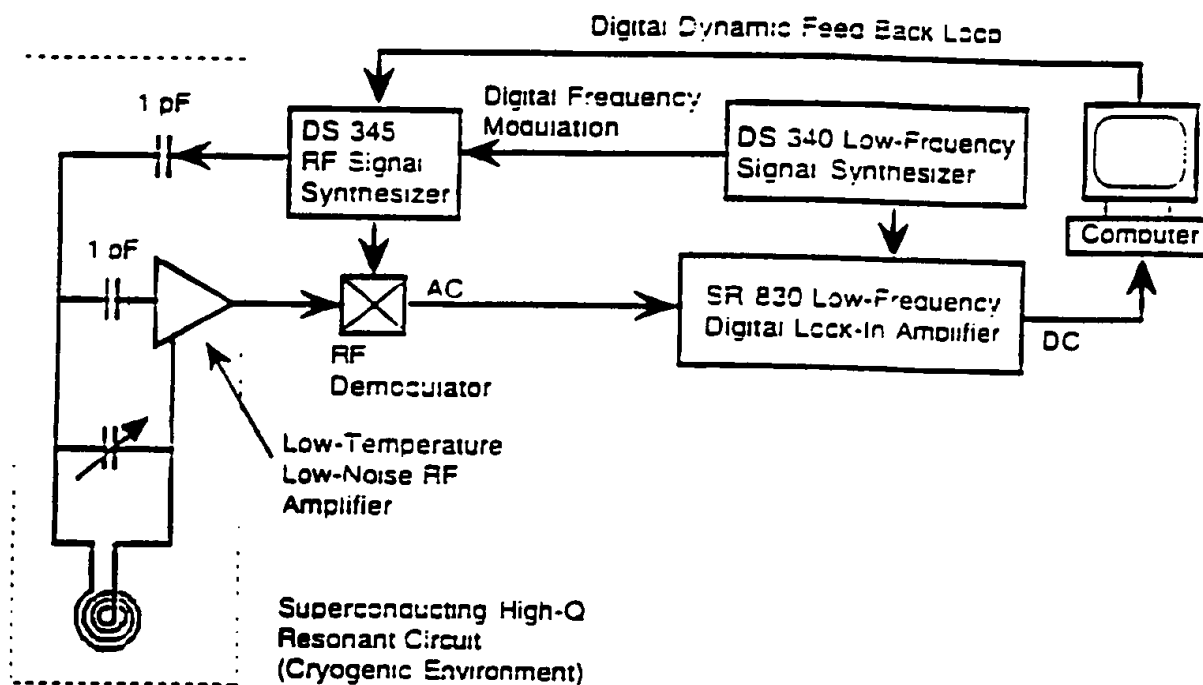 Digital Dynamic Feed Back Loop
1 pF
DS 345
RF Signal
Synthesizer
Digital Frequency
Modulation
DS 340 Low-Frquency
Signal Synthesizer
Computer
1 pF
AC
SR 830 Low-Frequency
Digital Lock-In Amplifier
DC
RF
Demodulator
Low-Temperature
Low-Noise RF
Amplifier
Superconducting High-Q
Resonant Circuit
(Cryogenic Environment)